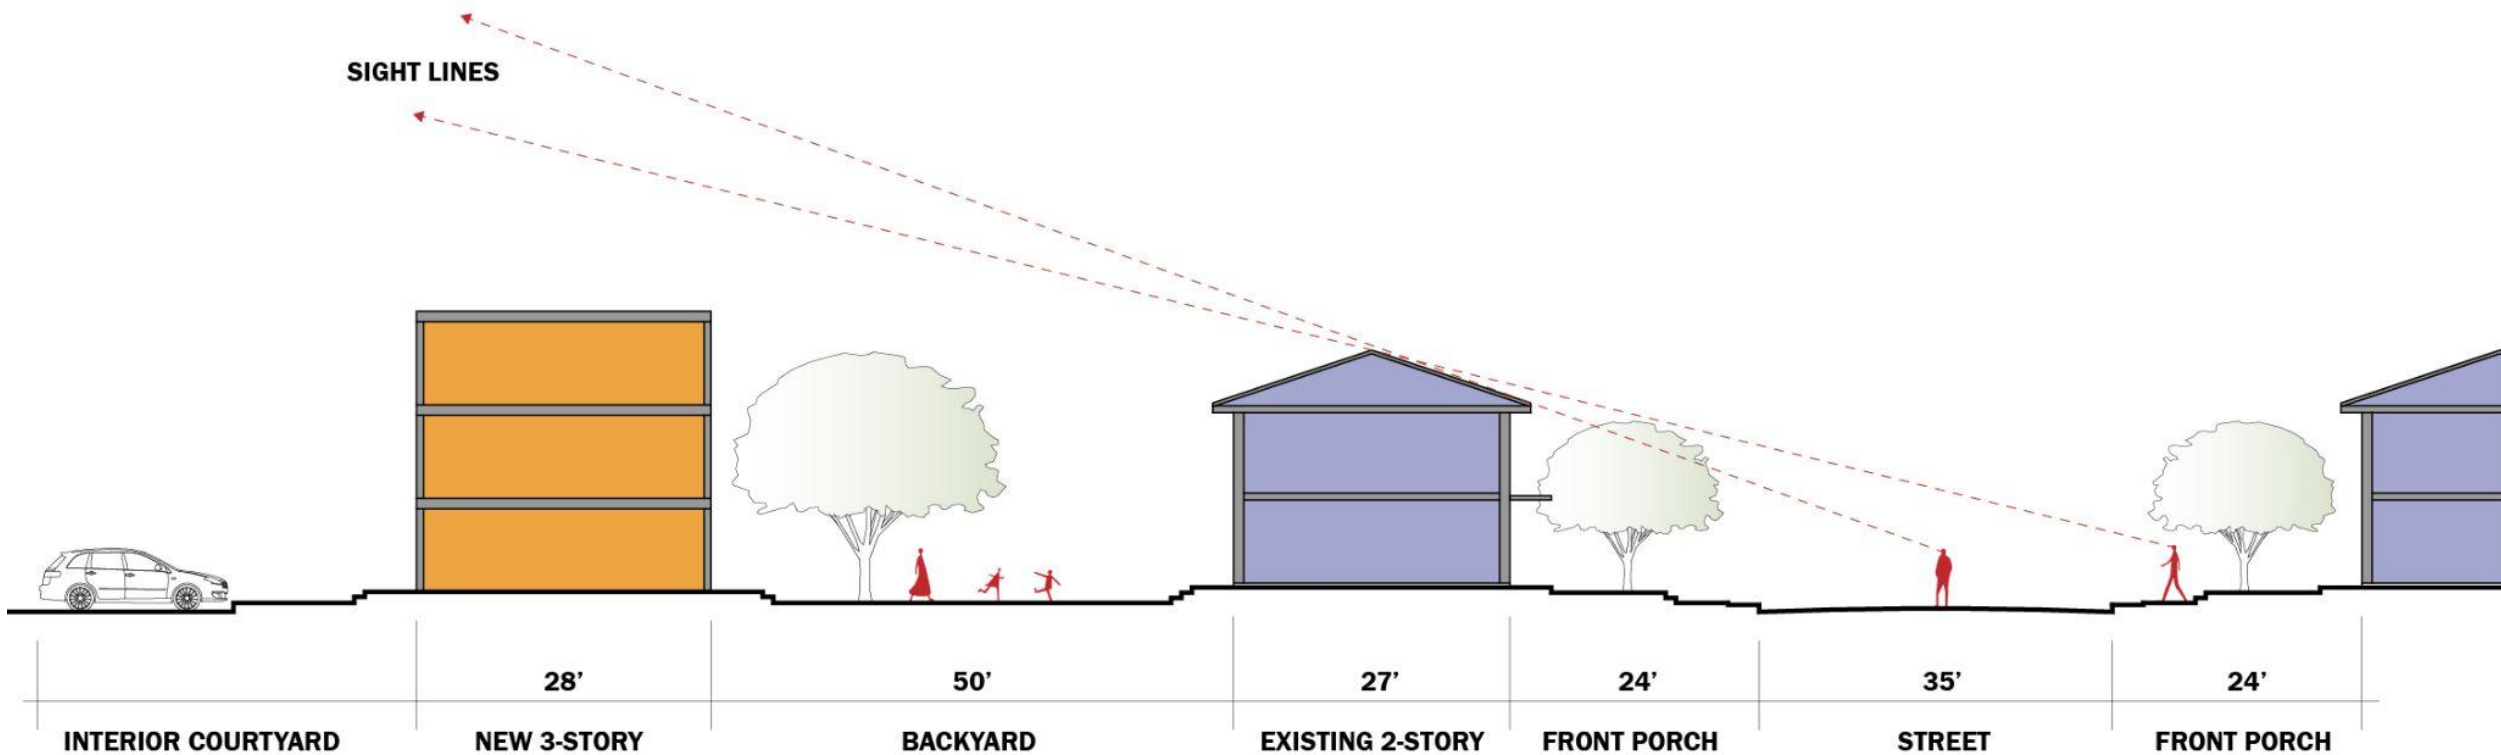 SIGHT LINES
28’
50’
27’
24’
35’
24’
INTERIOR COURTYARD
NEW 3-STORY
BACKYARD
EXISTING 2-STORY
FRONT PORCH
STREET
FRONT PORCH